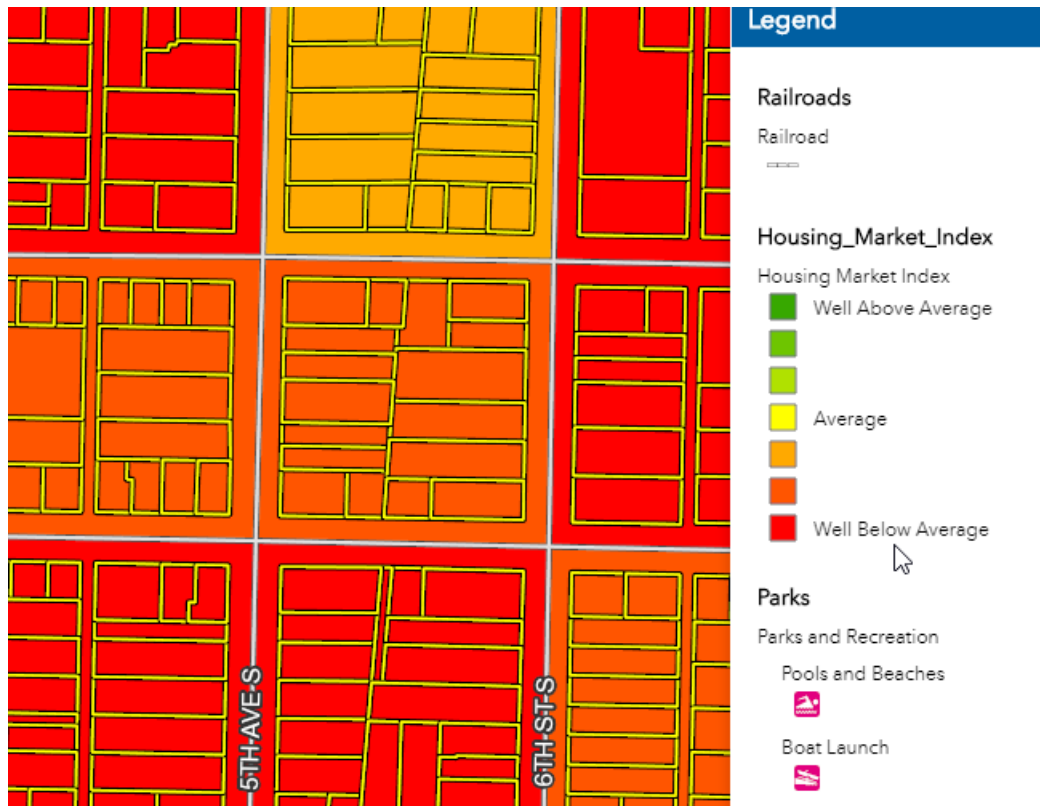 Legend
Railroads
Railroad
Housing_Market_Index
Housing Market Index
Well Above Average
Average
Well Below Average
Parks
Parks and Recreation
Pools and Beaches
Boat Launch
5TH-AVE-S
6TH-ST-S